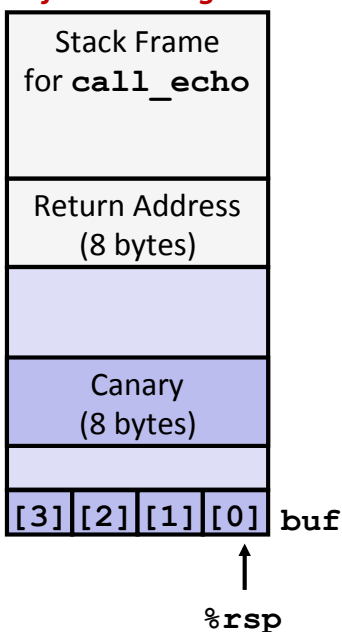 Stack Frame
for call_echo
Return Address
(8 bytes)
Canary
(8 bytes)
[3] [2] [1] [0] buf
%rsp